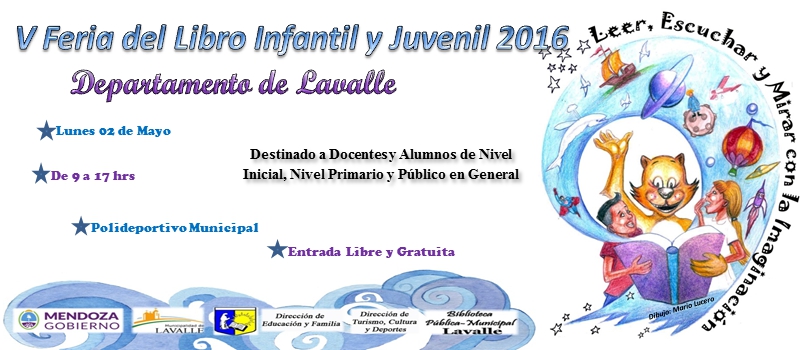 V Feria del Libro Infantil y Juvenil 2016
Departamento de Lavalle
Leer, Escuchar y Mirar con la Imaginación
Lunes 02 de Mayo
De 9 a 17 hrs
Destinado a Docentesy Alumnos de Nivel
Inicial, Nivel Primario y Público en General
Polideportivo Municipal
Entrada Libre y Gratuita
Dibujo: Mario Lucero
MENDOZA
GOBIERNO
Municipalidad de
LAVALLE
Dirección de
Educación y Familia
Dirección de
Turismo, Cultura
y Deportes
Biblioteca
Pública-Municipal
Lavalle